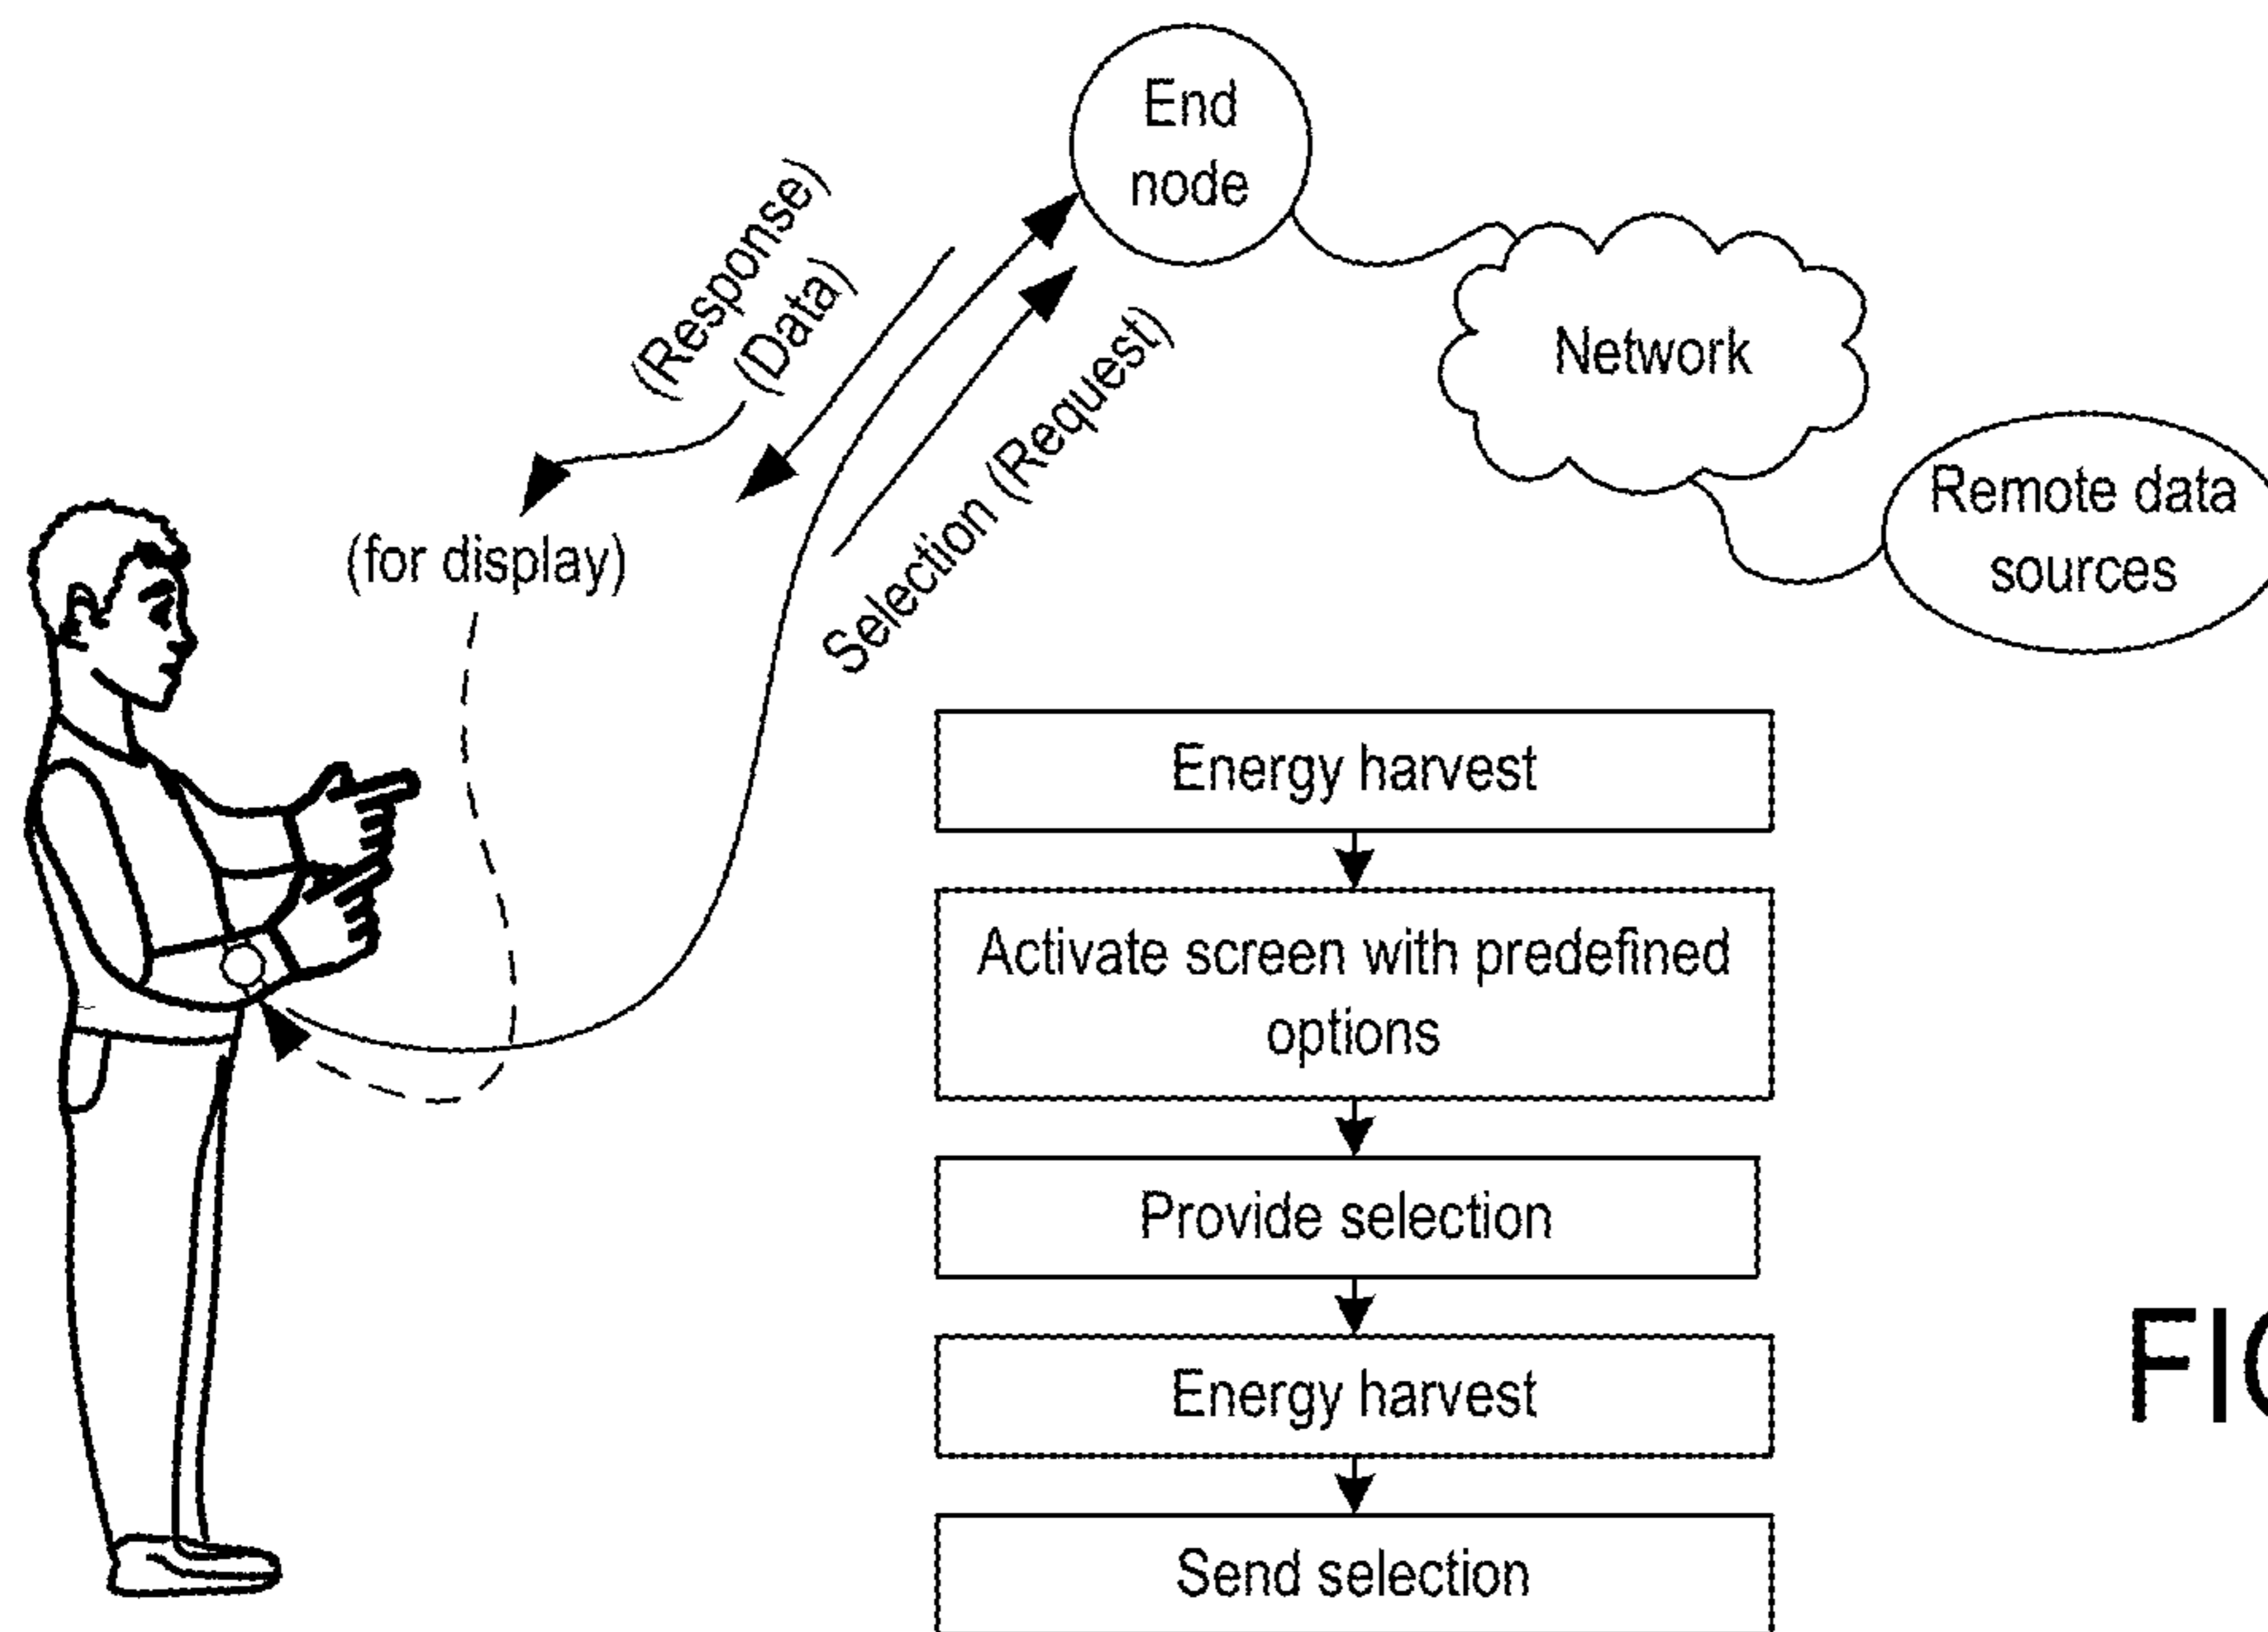 End
node
(Response)
(Data)
Selection (Request)
Network
Remote data
sources
(for display)
Energy harvest
Activate screen with predefined
options
Provide selection
Energy harvest
Send selection
FI